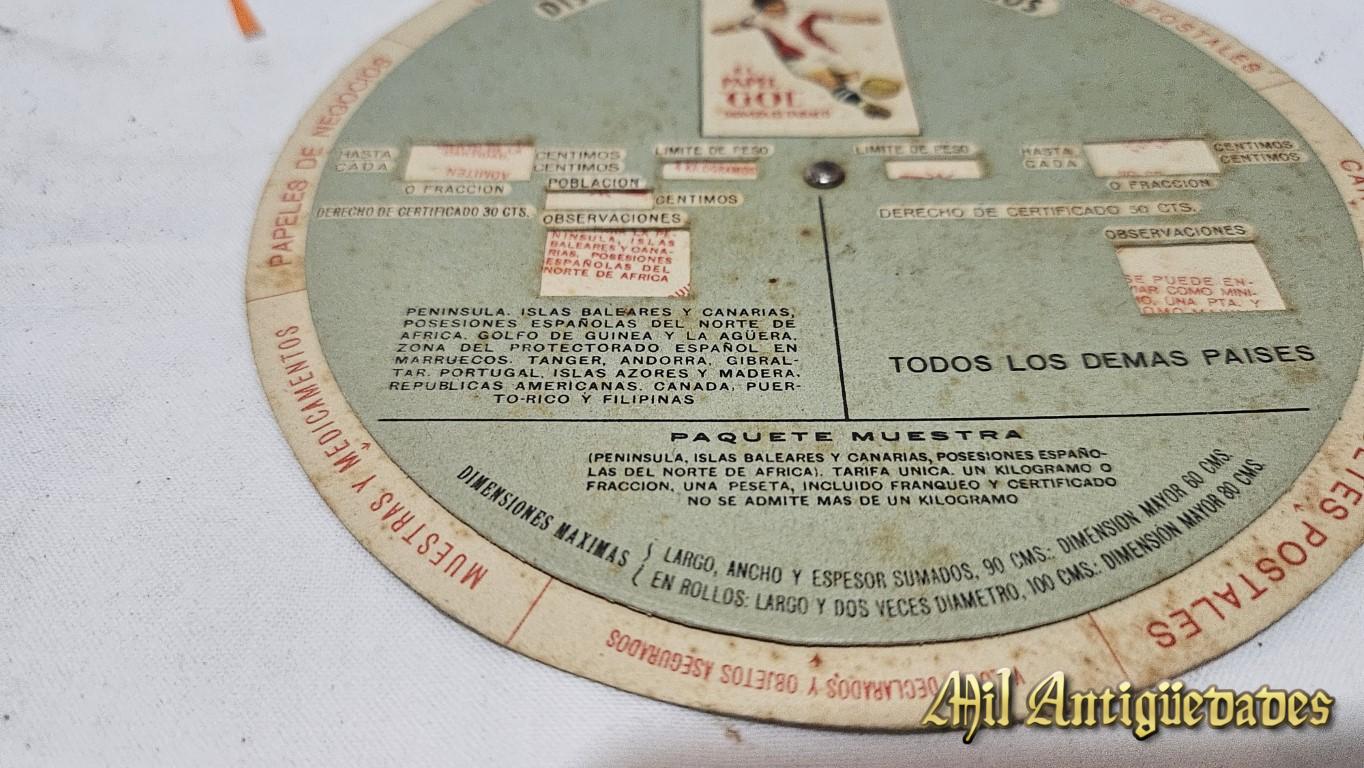 PAPELES DE NEGOCIOS
POSTALES
EL
PAPEL
GOL
HASTA
CADA
CENTIMOS
CENTIMOS
O FRACCION
POBLACION
CENTIMOS
DERECHO DE CERTIFICADO 30 CTS.
OBSERVACIONES
NINSULA, ISLAS
BALEARES Y CANA-
RIAS, POSESIONES
ESPAÑOLAS DEL
NORTE DE AFRICA
LIMITE DE PESO
LIMITE DE PESO
HASTA
CADA
CENTIMOS
CENTIMOS
O FRACCION
DERECHO DE CERTIFICADO 50 CTS.
OBSERVACIONES
SE PUEDE EN-
COMO MINI-
UNA PTA. Y
PENINSULA. ISLAS BALEARES Y CANARIAS,
POSESIONES ESPAÑOLAS DEL NORTE DE
AFRICA. GOLFO DE GUINEA Y LA AGÜERA.
ZONA DEL PROTECTORADO ESPAÑOL EN
MARRUECOS. TANGER, ANDORRA, GIBRAL-
TAR. PORTUGAL, ISLAS AZORES Y MADERA.
REPUBLICAS AMERICANAS. CANADA, PUER-
TO-RICO Y FILIPINAS
TODOS LOS DEMAS PAISES
PAQUETE MUESTRA
(PENINSULA, ISLAS BALEARES Y CANARIAS, POSESIONES ESPAÑO-
LAS DEL NORTE DE AFRICA). TARIFA UNICA. UN KILOGRAMO O
FRACCION, UNA PESETA, INCLUIDO FRANQUEO Y CERTIFICADO
NO SE ADMITE MAS DE UN KILOGRAMO
DIMENSIONES MAXIMAS
LARGO, ANCHO Y ESPESOR SUMADOS, 90 CMS.: DIMENSION MAYOR 60 CMS.
EN ROLLOS: LARGO Y DOS VECES DIAMETRO, 100 CMS.: DIMENSION MAYOR 80 CMS.
MUESTRAS Y MEDICAMENTOS
DECLARADOS Y OBJETOS ASEGURADOS
POSTALES
Mil Antigüedades